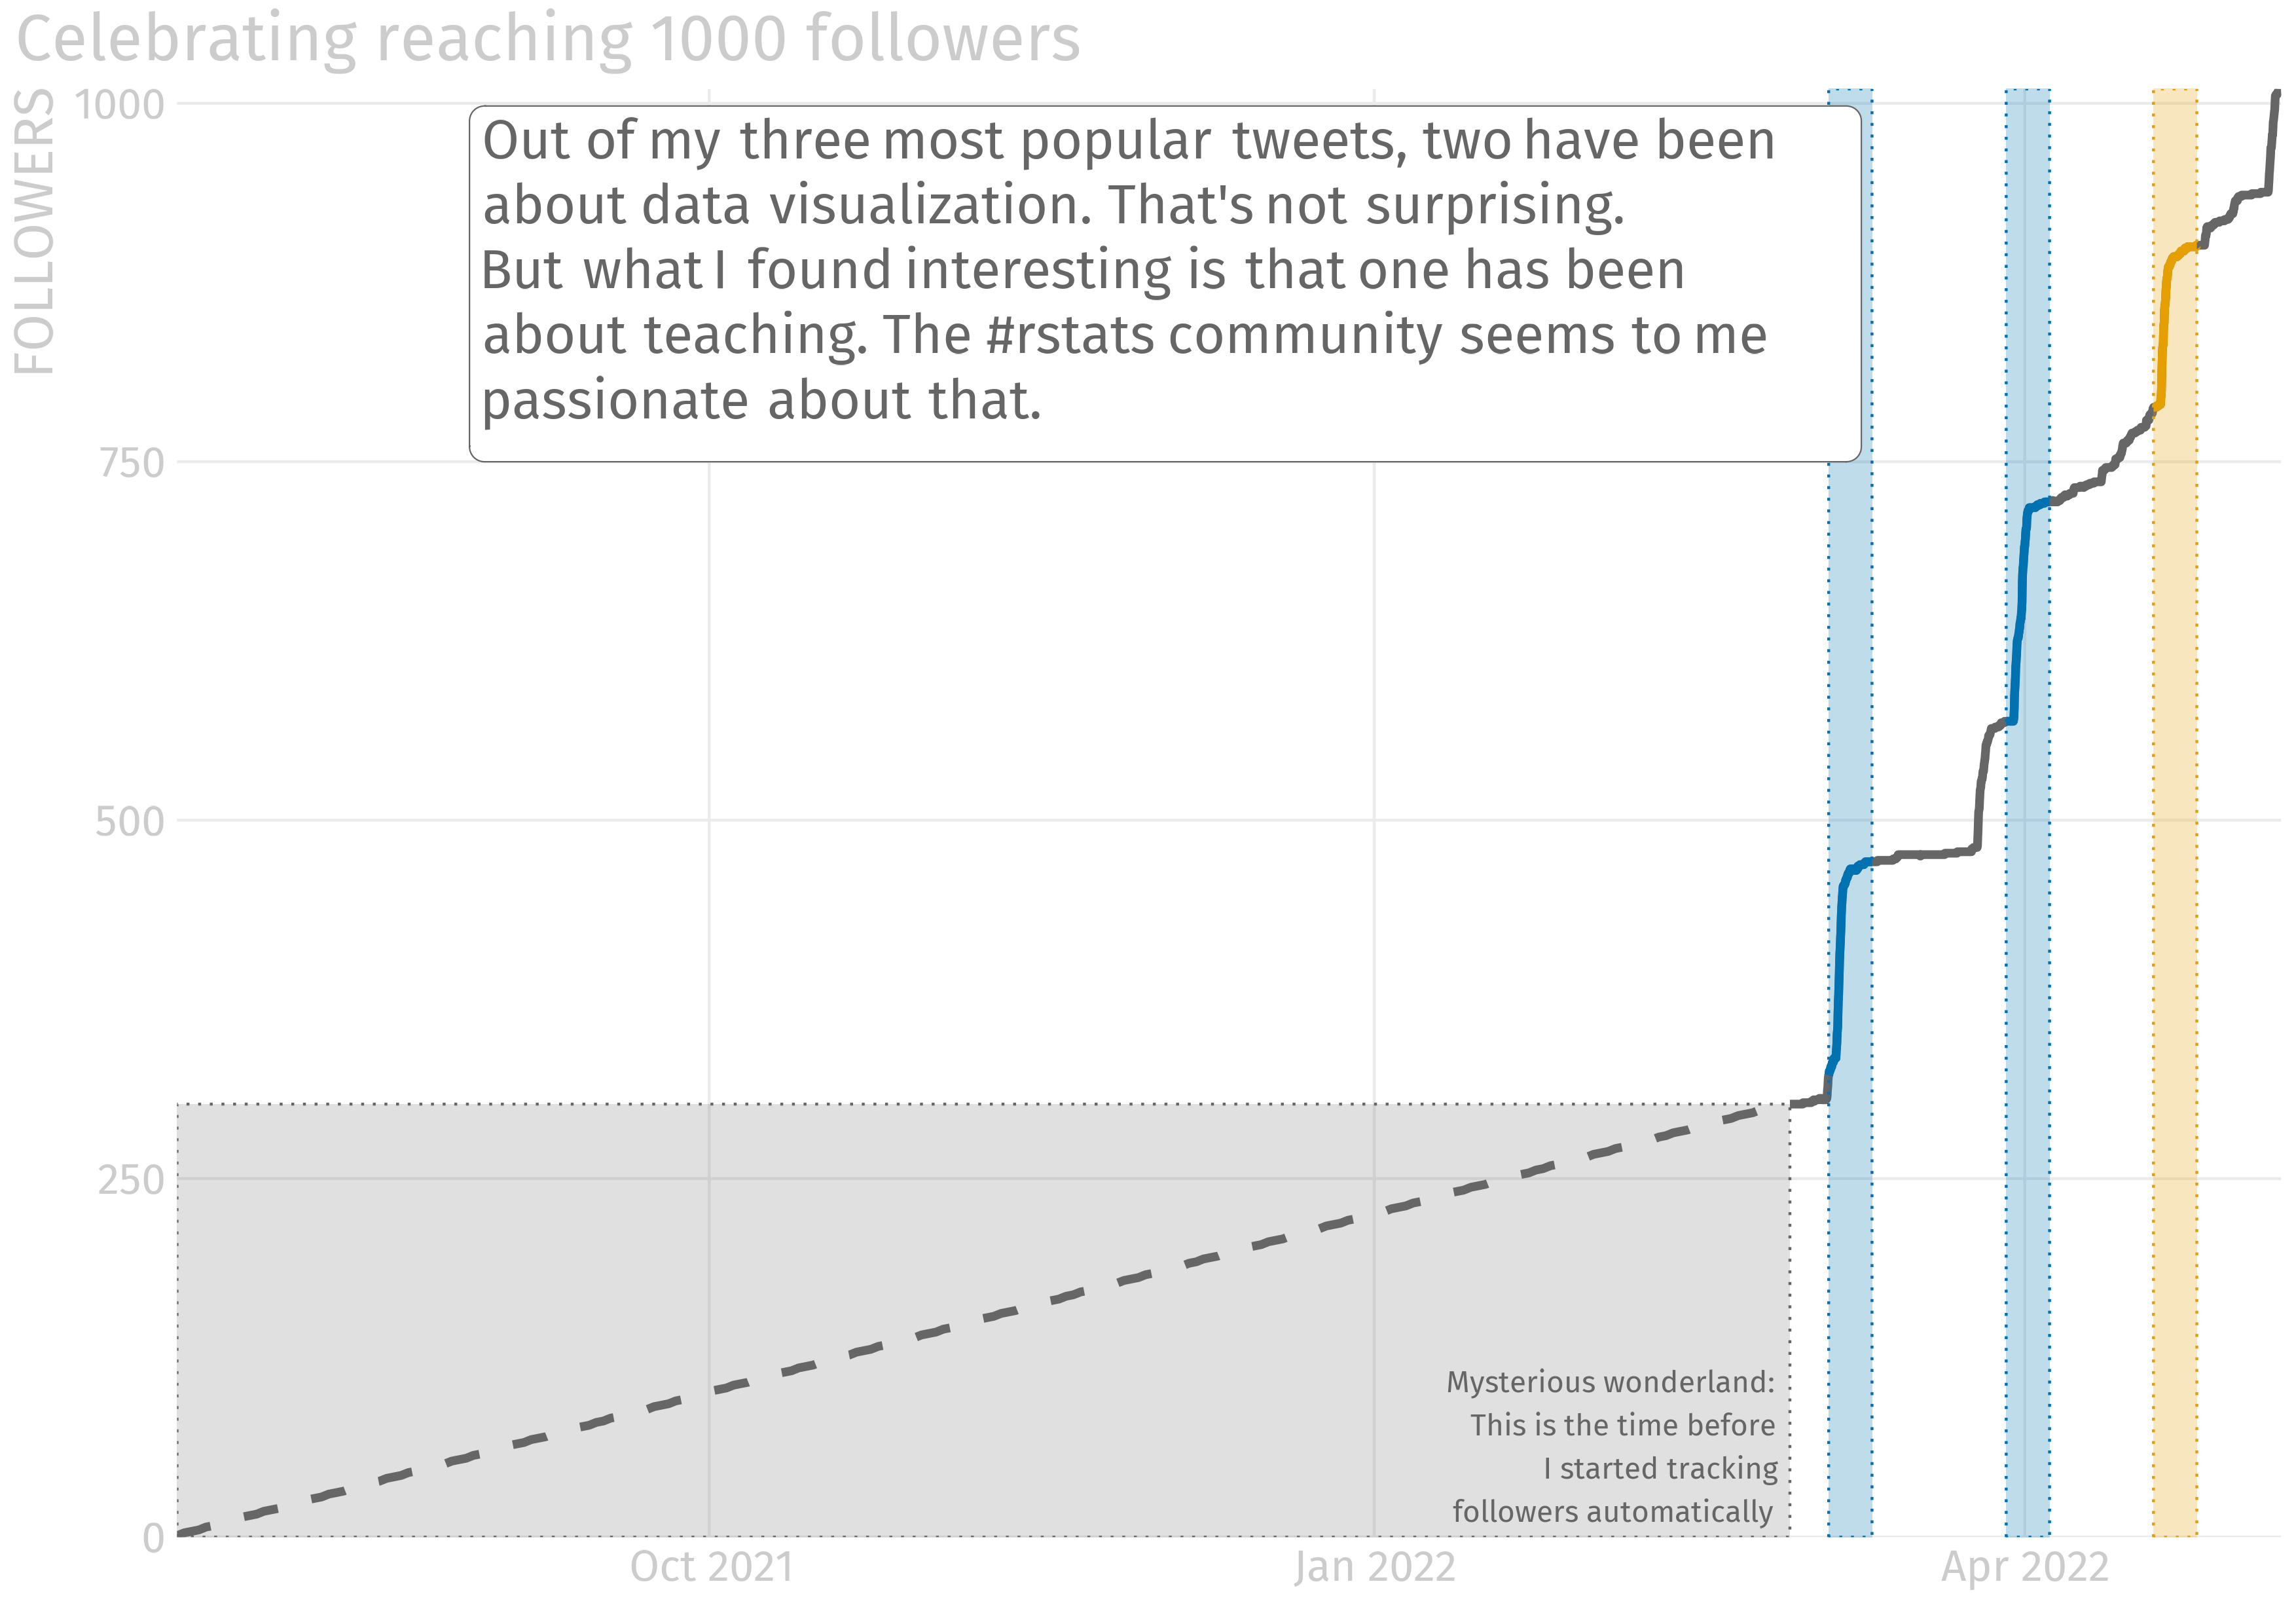 Celebrating reaching 1000 followers
FOLLOWERS
1000
750
500
250
0
Out of my three most popular tweets, two have been
about data visualization. That's not surprising.
But what I found interesting is that one has been
about teaching. The #rstats community seems to me
passionate about that.
Mysterious wonderland:
This is the time before
I started tracking
followers automatically
Oct 2021
Jan 2022
Apr 2022